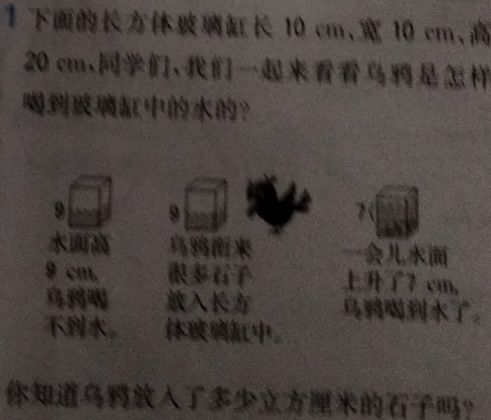 1 下面的长方体玻璃缸长 10 cm、宽 10 cm、高
20 cm,同学们,我们一起来看看乌鸦是怎样
喝到玻璃缸中的水的?
9
水面高
9 cm,
乌鸦喝
不到水。
9
乌鸦衔来
很多石子
放入长方
体玻璃缸中。
7
一会儿水面
上升了7 cm,
乌鸦喝到水了。
你知道乌鸦放入了多少立方厘米的石子吗?